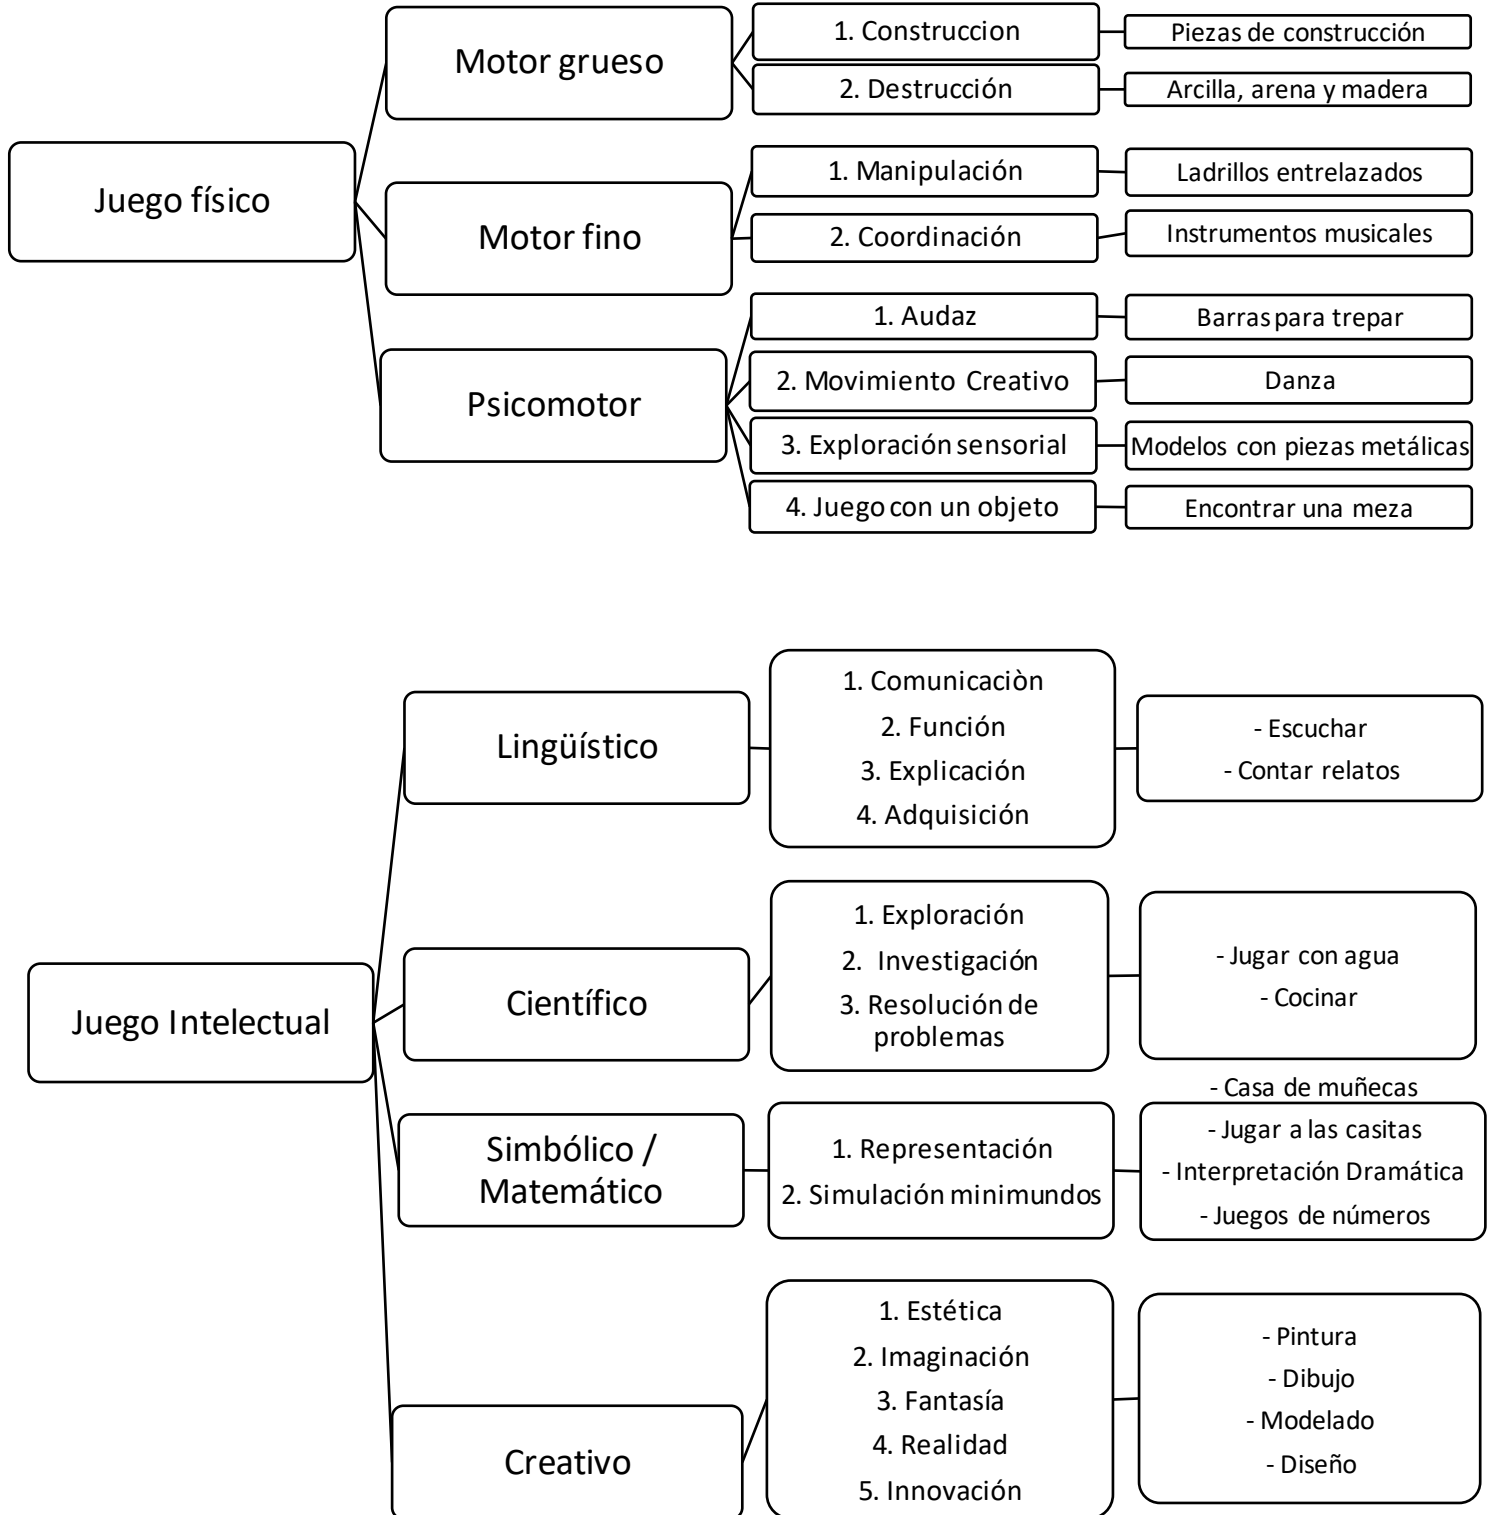 Juego físico
Motor grueso
1. Construccion
Piezas de construcción
2. Destrucción
Arcilla, arena y madera
Motor fino
1. Manipulación
Ladrillos entrelazados
2. Coordinación
Instrumentos musicales
Psicomotor
1. Audaz
Barras para trepar
2. Movimiento Creativo
Danza
3. Exploración sensorial
Modelos con piezas metálicas
4. Juego con un objeto
Encontrar una meza
Juego Intelectual
Lingüístico
1. Comunicaciòn
2. Función
3. Explicación
4. Adquisición
- Escuchar
- Contar relatos
Científico
1. Exploración
2. Investigación
3. Resolución de
problemas
- Jugar con agua
- Cocinar
Simbólico /
Matemático
1. Representación
2. Simulación minimundos
- Casa de muñecas
- Jugar a las casitas
- Interpretación Dramática
- Juegos de números
Creativo
1. Estética
2. Imaginación
3. Fantasía
4. Realidad
5. Innovación
- Pintura
- Dibujo
- Modelado
- Diseño